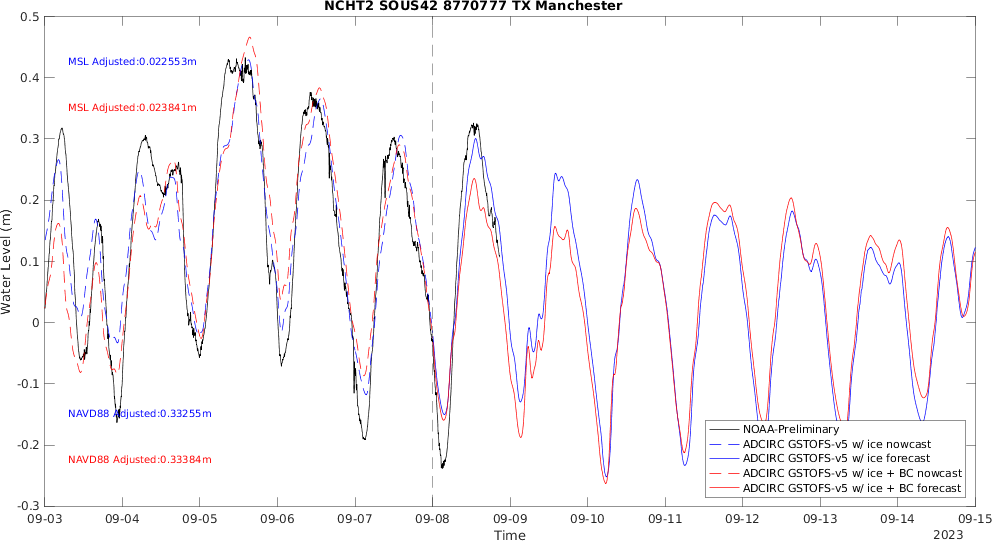 NCHT2 SOUS42 8770777 TX Manchester
0.5
0.4
0.3
0.2
0.1
0
-0.1
-0.2
-0.3
Water Level (m)
MSL Adjusted:0.022553m
MSL Adjusted:0.023841m
NAVD88 Adjusted:0.33255m
NAVD88 Adjusted:0.33384m
NOAA-Preliminary
ADCIRC GSTOFS-v5 w/ ice nowcast
ADCIRC GSTOFS-v5 w/ ice forecast
ADCIRC GSTOFS-v5 w/ ice + BC nowcast
ADCIRC GSTOFS-v5 w/ ice + BC forecast
09-03 09-04 09-05 09-06 09-07 09-08 09-09 09-10 09-11 09-12 09-13 09-14 09-15
Time
2023